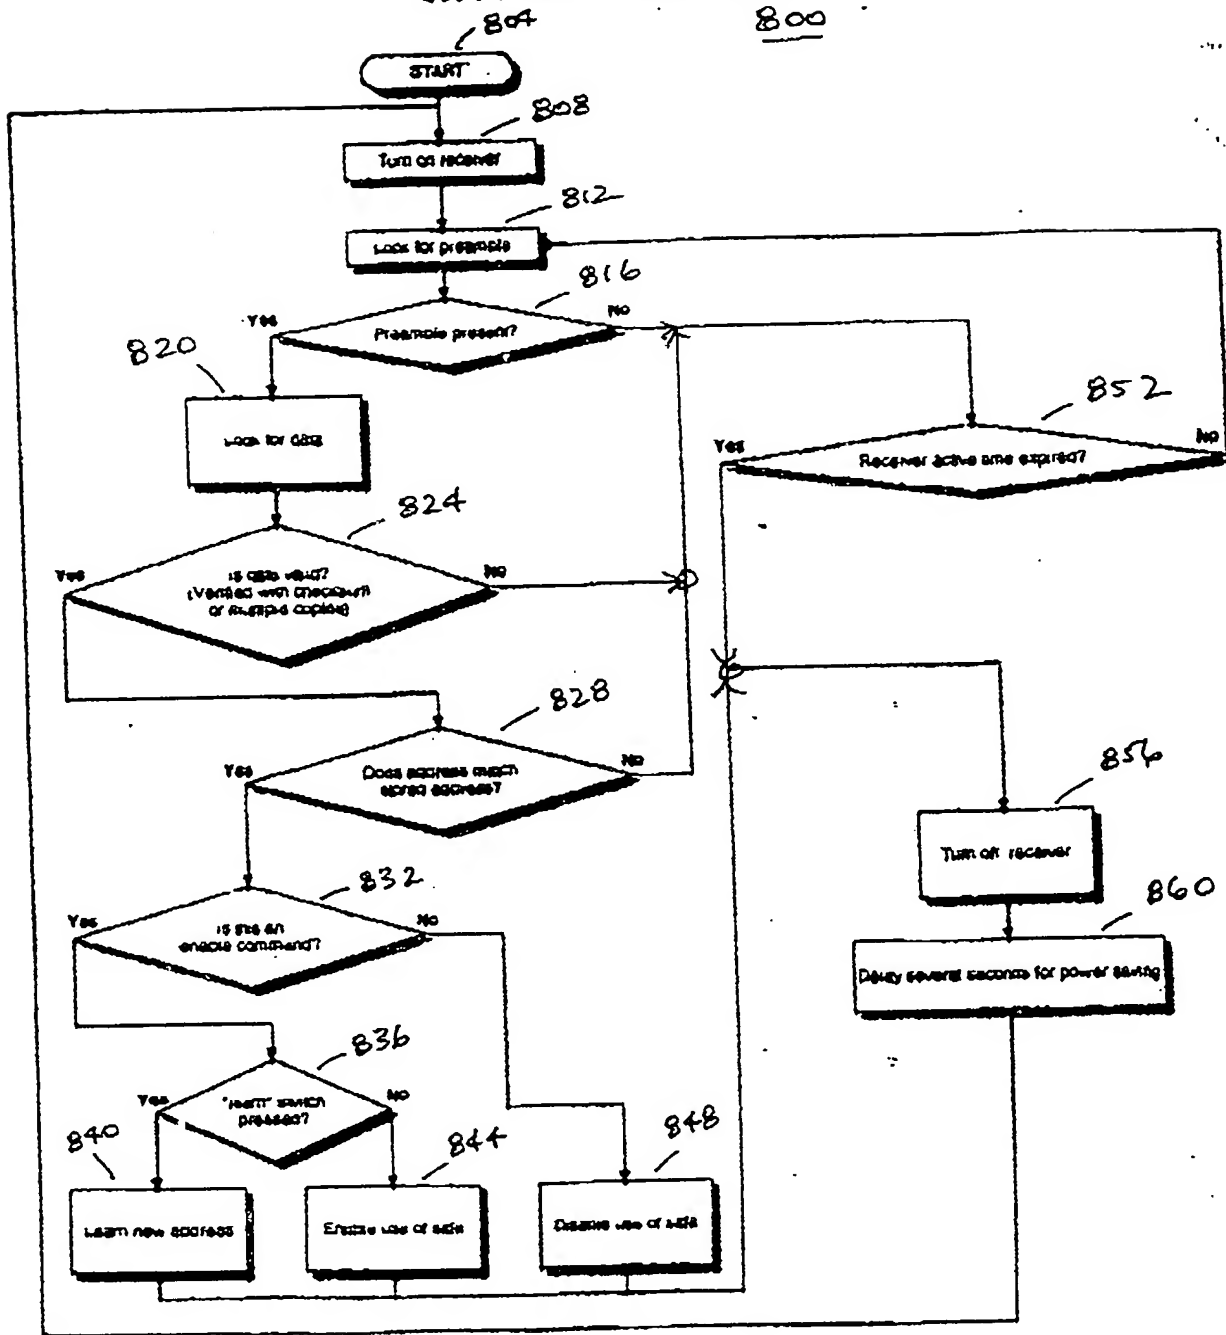 804
800
START
808
Turn on receiver
812
Look for preample
816
Yes
No
Preample present?
820
852
Look for data
Yes
No
Receiver active time expired?
824
Yes
No
Is data valid?
(Verified with checksum
or multiple copies)
828
Yes
No
Does address match
stored address?
856
Turn off receiver
832
860
Yes
No
Is this an
enable command?
Delay several seconds for power saving
836
Yes
No
"learn" switch
pressed?
840
844
848
Learn new address
Enable use of safe
Disable use of safe